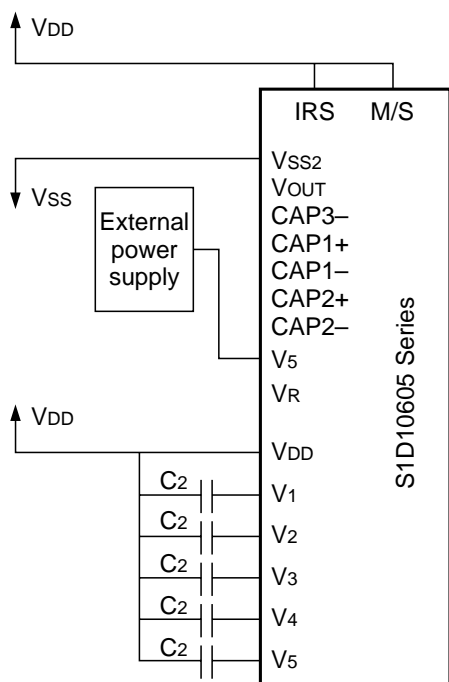 VDD
IRS M/S
VSS2
VSS
VOUT
External
power
supply
CAP3–
CAP1+
CAP1–
CAP2+
CAP2–
V5
VR
S1D10605 Series
VDD
VDD
C2 V1
C2 V2
C2 V3
C2 V4
C2 V5